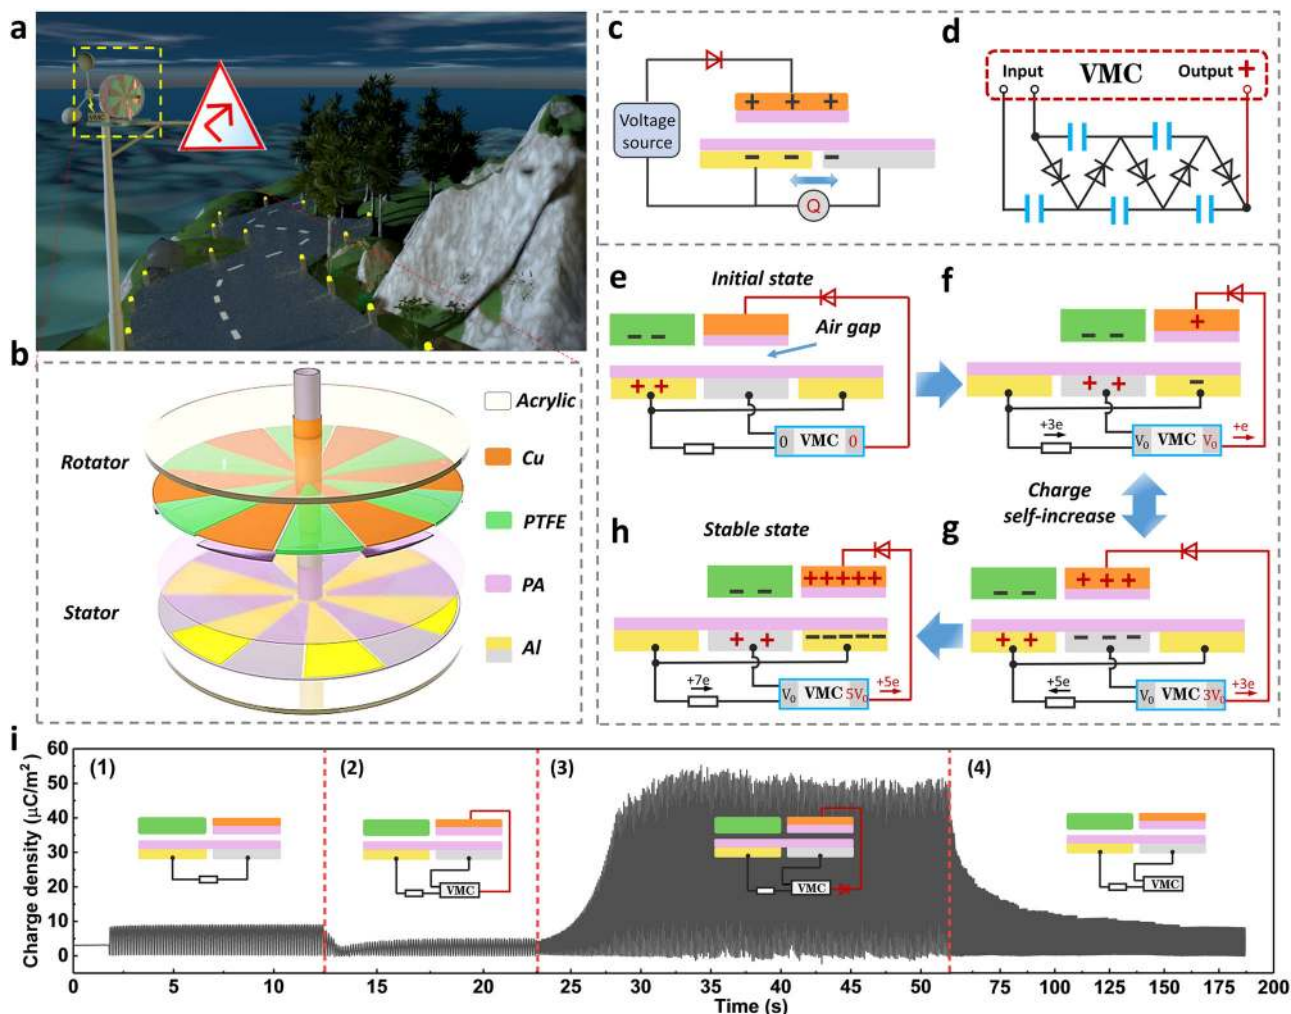 a
b
Rotator
Stator
Acrylic
Cu
PTFE
PA
Al
c
Voltage
source
+ + +
− − −
Q
d
Input VMC Output +
e
Initial state
Air gap
− −
+ +
0 VMC 0
f
− − +
+ + −
+3e
V₀ VMC V₀ +e
Charge
self-increase
h
Stable state
− − +++++
+ + −−−−−
+7e
V₀ VMC 5V₀ +5e
g
− − + + +
+ + − − −
+5e
V₀ VMC 3V₀ +3e
i
Charge density (μC/m²)
60
50
40
30
20
10
0
(1) (2) (3) (4)
VMC
VMC
VMC
0 5 10 15 20 25 30 35 40 45 50 75 100 125 150 175 200
Time (s)